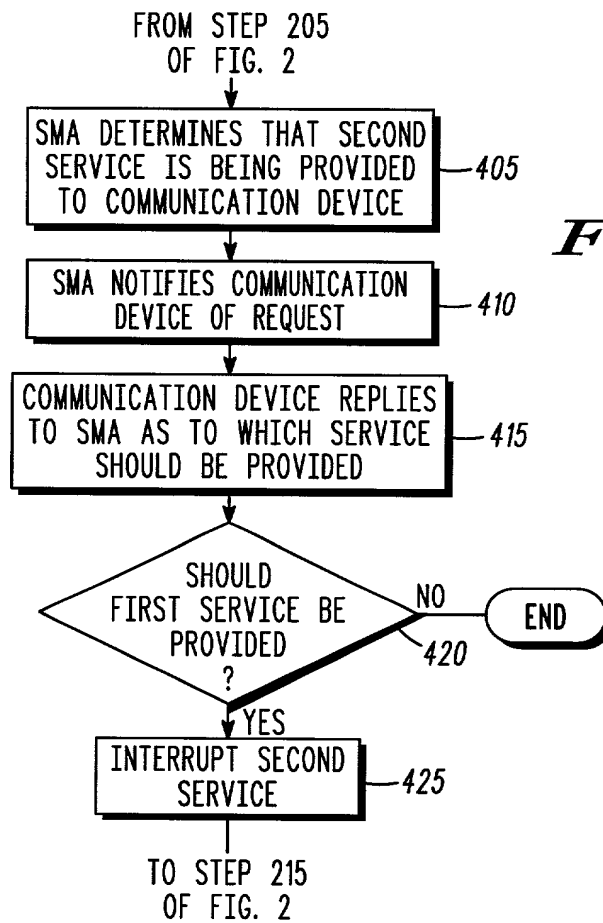 FROM STEP 205
OF FIG. 2
SMA DETERMINES THAT SECOND
SERVICE IS BEING PROVIDED
TO COMMUNICATION DEVICE
405
F
SMA NOTIFIES COMMUNICATION
DEVICE OF REQUEST
410
COMMUNICATION DEVICE REPLIES
TO SMA AS TO WHICH SERVICE
SHOULD BE PROVIDED
415
SHOULD
FIRST SERVICE BE
PROVIDED
?
NO
END
420
YES
INTERRUPT SECOND
SERVICE
425
TO STEP 215
OF FIG. 2